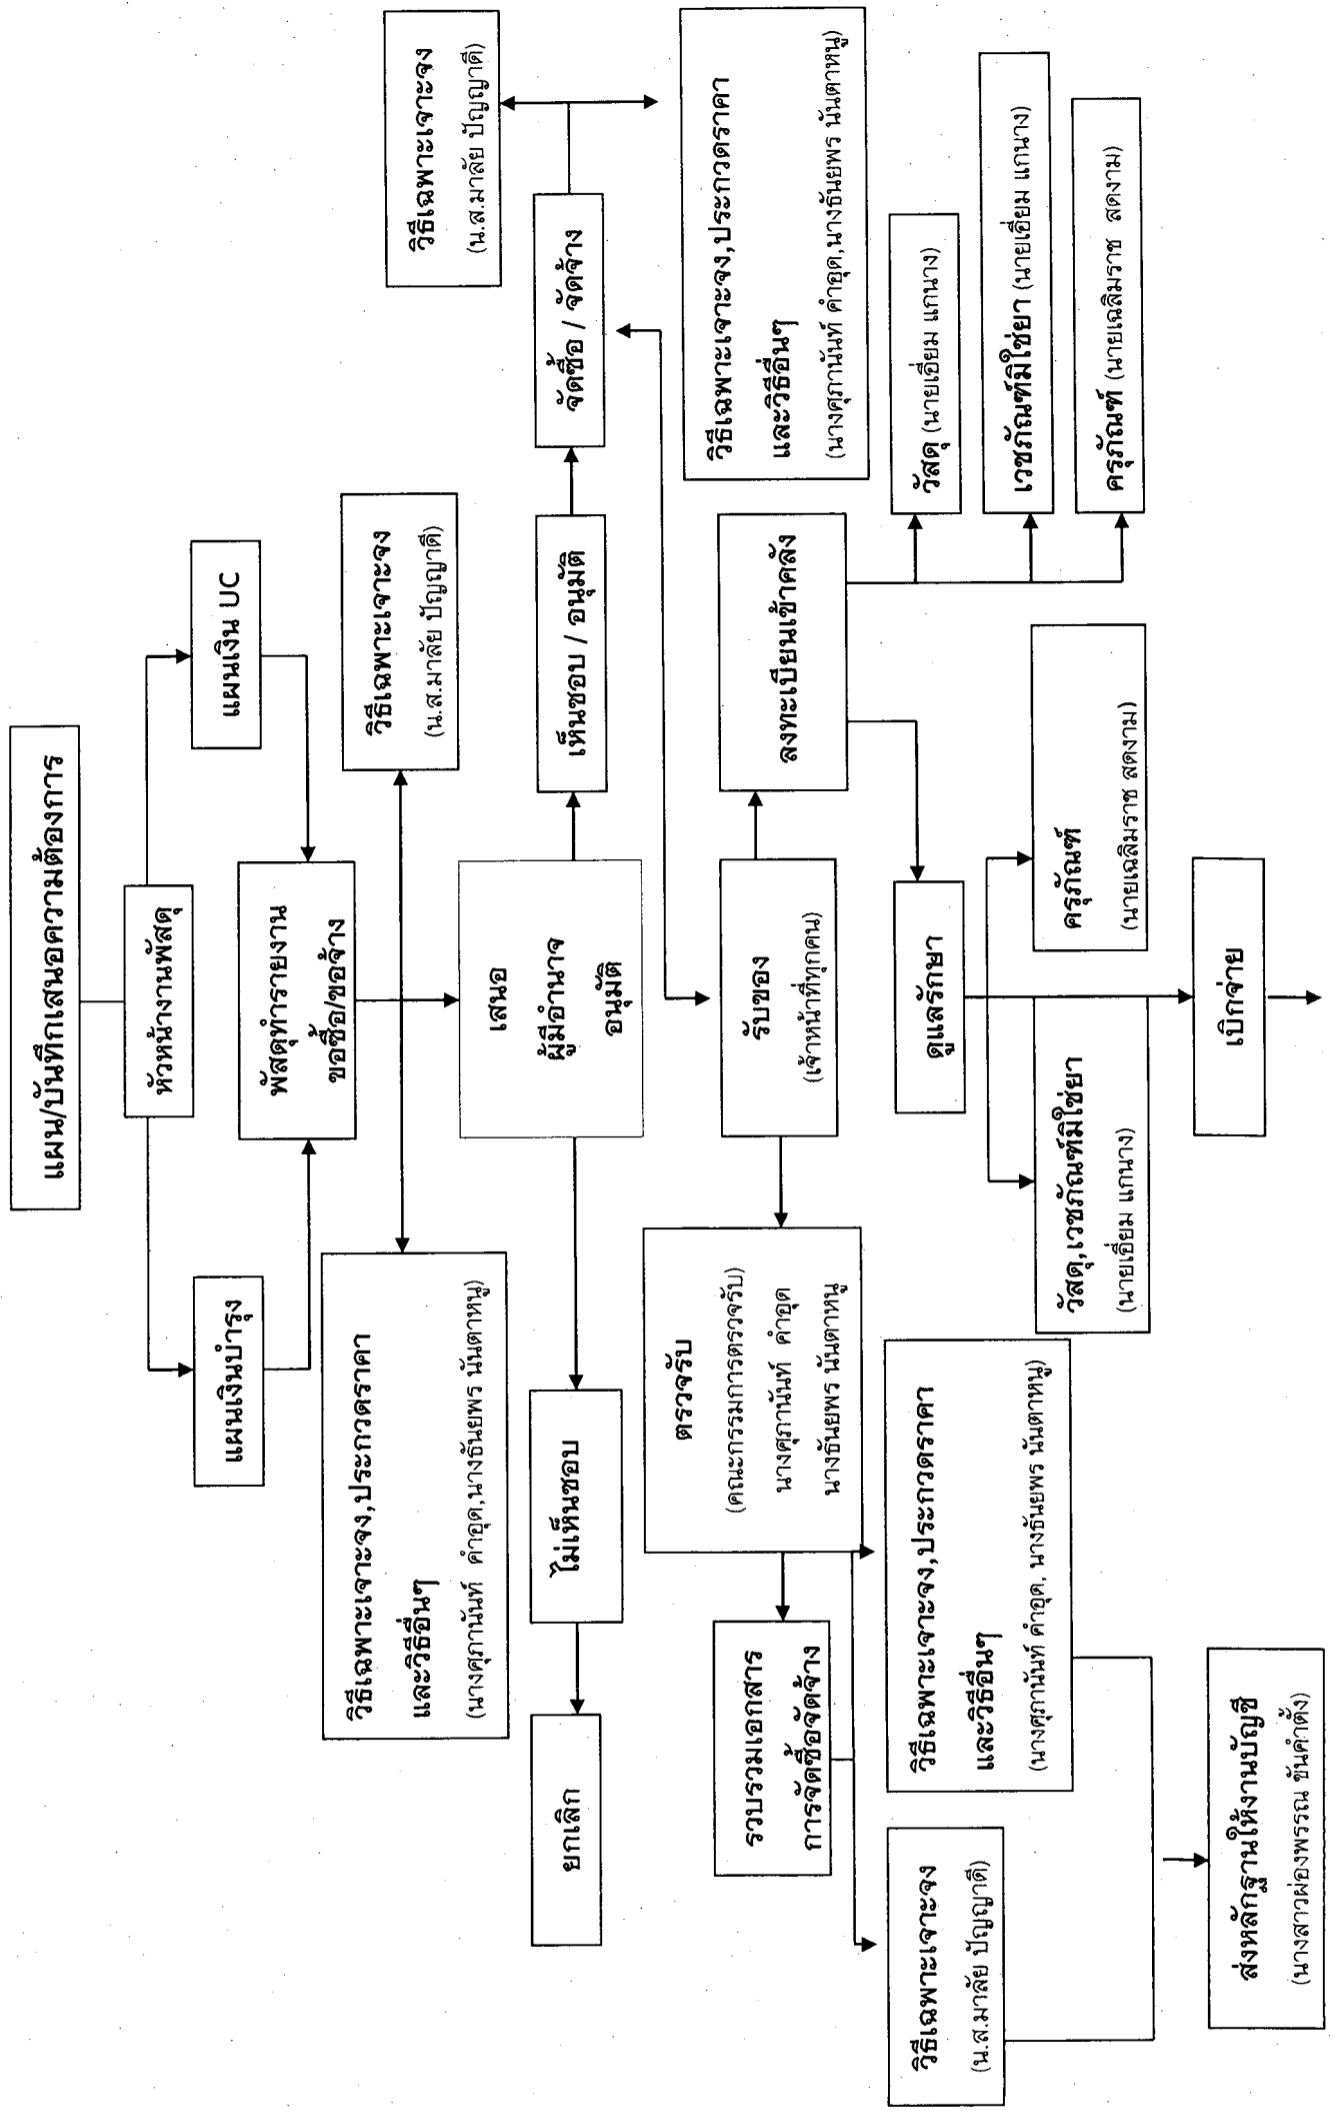 แผน/บันทึกเสนอความต้องการ
หัวหน้างานพัสดุ
แผนเงินบำรุง
แผนเงิน UC
พัสดุทำรายงาน
ขอซื้อ/ขอจ้าง
วิธีเฉพาะเจาะจง,ประกวดราคา
และวิธีอื่นๆ
(นางศุภานันท์ คำอุด,นางธันยพร นันตาหนู)
วิธีเฉพาะเจาะจง
(น.ส.มาลัย ปัญญาดี)
เสนอ
ผู้มีอำนาจ
อนุมัติ
ยกเลิก
ไม่เห็นชอบ
เห็นชอบ / อนุมัติ
จัดซื้อ / จัดจ้าง
วิธีเฉพาะเจาะจง
(น.ส.มาลัย ปัญญาดี)
วิธีเฉพาะเจาะจง,ประกวดราคา
และวิธีอื่นๆ
(นางศุภานันท์ คำอุด,นางธันยพร นันตาหนู)
รวบรวมเอกสาร
การจัดซื้อจัดจ้าง
ตรวจรับ
(คณะกรรมการตรวจรับ)
นางศุภานันท์ คำอุด
นางธันยพร นันตาหนู
รับของ
(เจ้าหน้าที่ทุกคน)
ลงทะเบียนเข้าคลัง
วัสดุ (นายเอี่ยม แกนาง)
เวชภัณฑ์มิใช่ยา (นายเอี่ยม แกนาง)
ครุภัณฑ์ (นายเฉลิมราช สดงาม)
วิธีเฉพาะเจาะจง
(น.ส.มาลัย ปัญญาดี)
วิธีเฉพาะเจาะจง,ประกวดราคา
และวิธีอื่นๆ
(นางศุภานันท์ คำอุด, นางธันยพร นันตาหนู)
ดูแลรักษา
วัสดุ,เวชภัณฑ์มิใช่ยา
(นายเอี่ยม แกนาง)
ครุภัณฑ์
(นายเฉลิมราช สดงาม)
ส่งหลักฐานให้งานบัญชี
(นางสาวผ่องพรรณ ขันคำตั้ง)
เบิกจ่าย